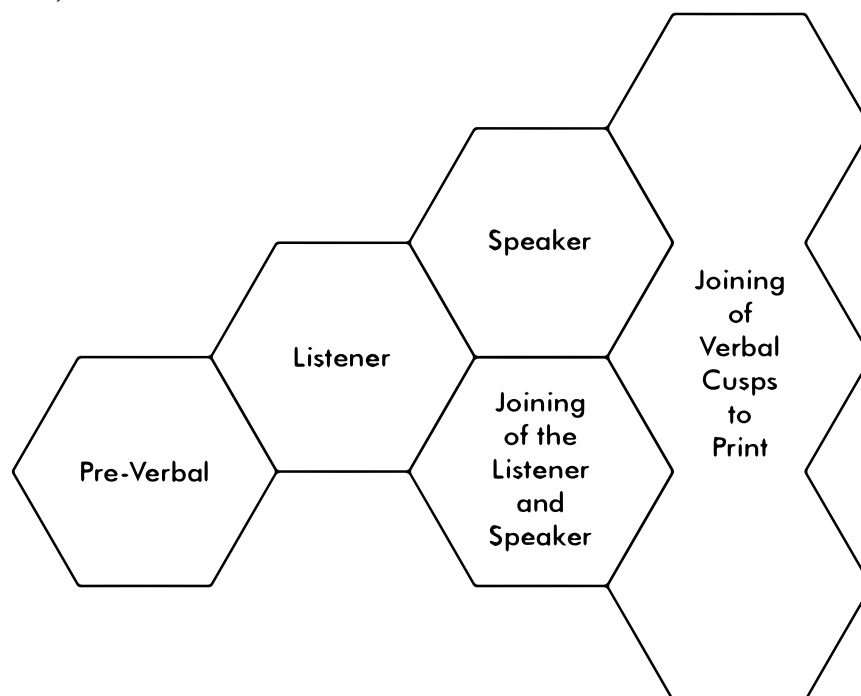 Pre-Verbal
Listener
Speaker
Joining
of the
Listener
and
Speaker
Joining
of
Verbal
Cusps
to
Print